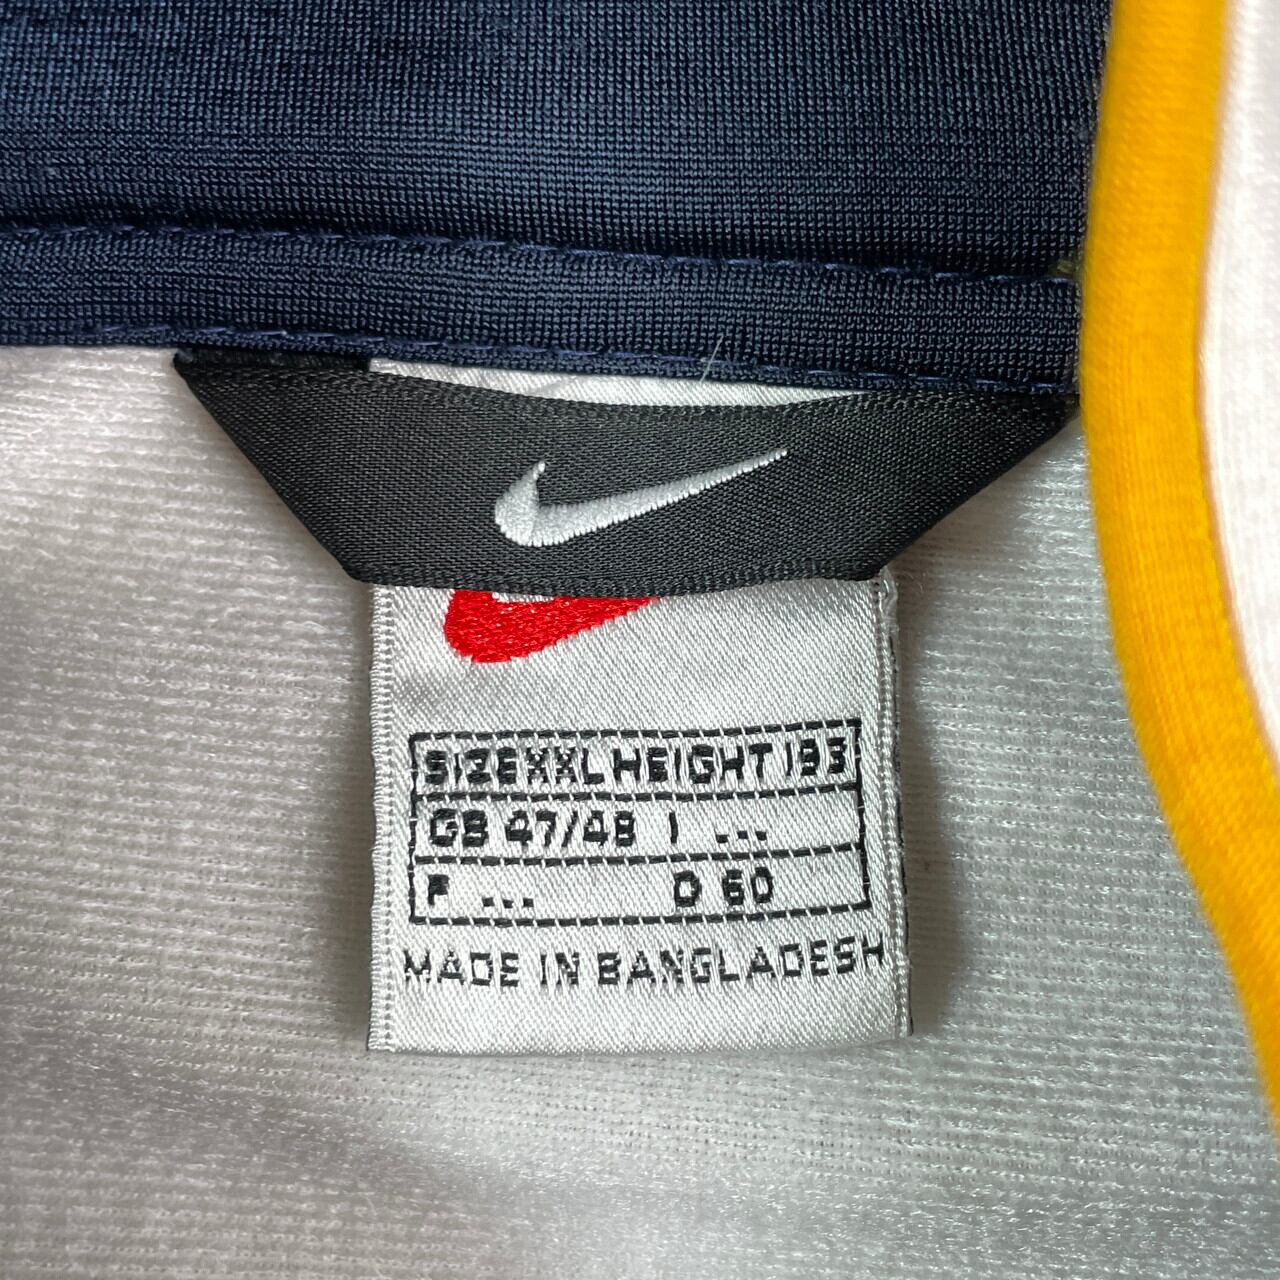 SIZE XXL HEIGHT 193
GB 47/48 I ...
F ... D 60
MADE IN BANGLADESH